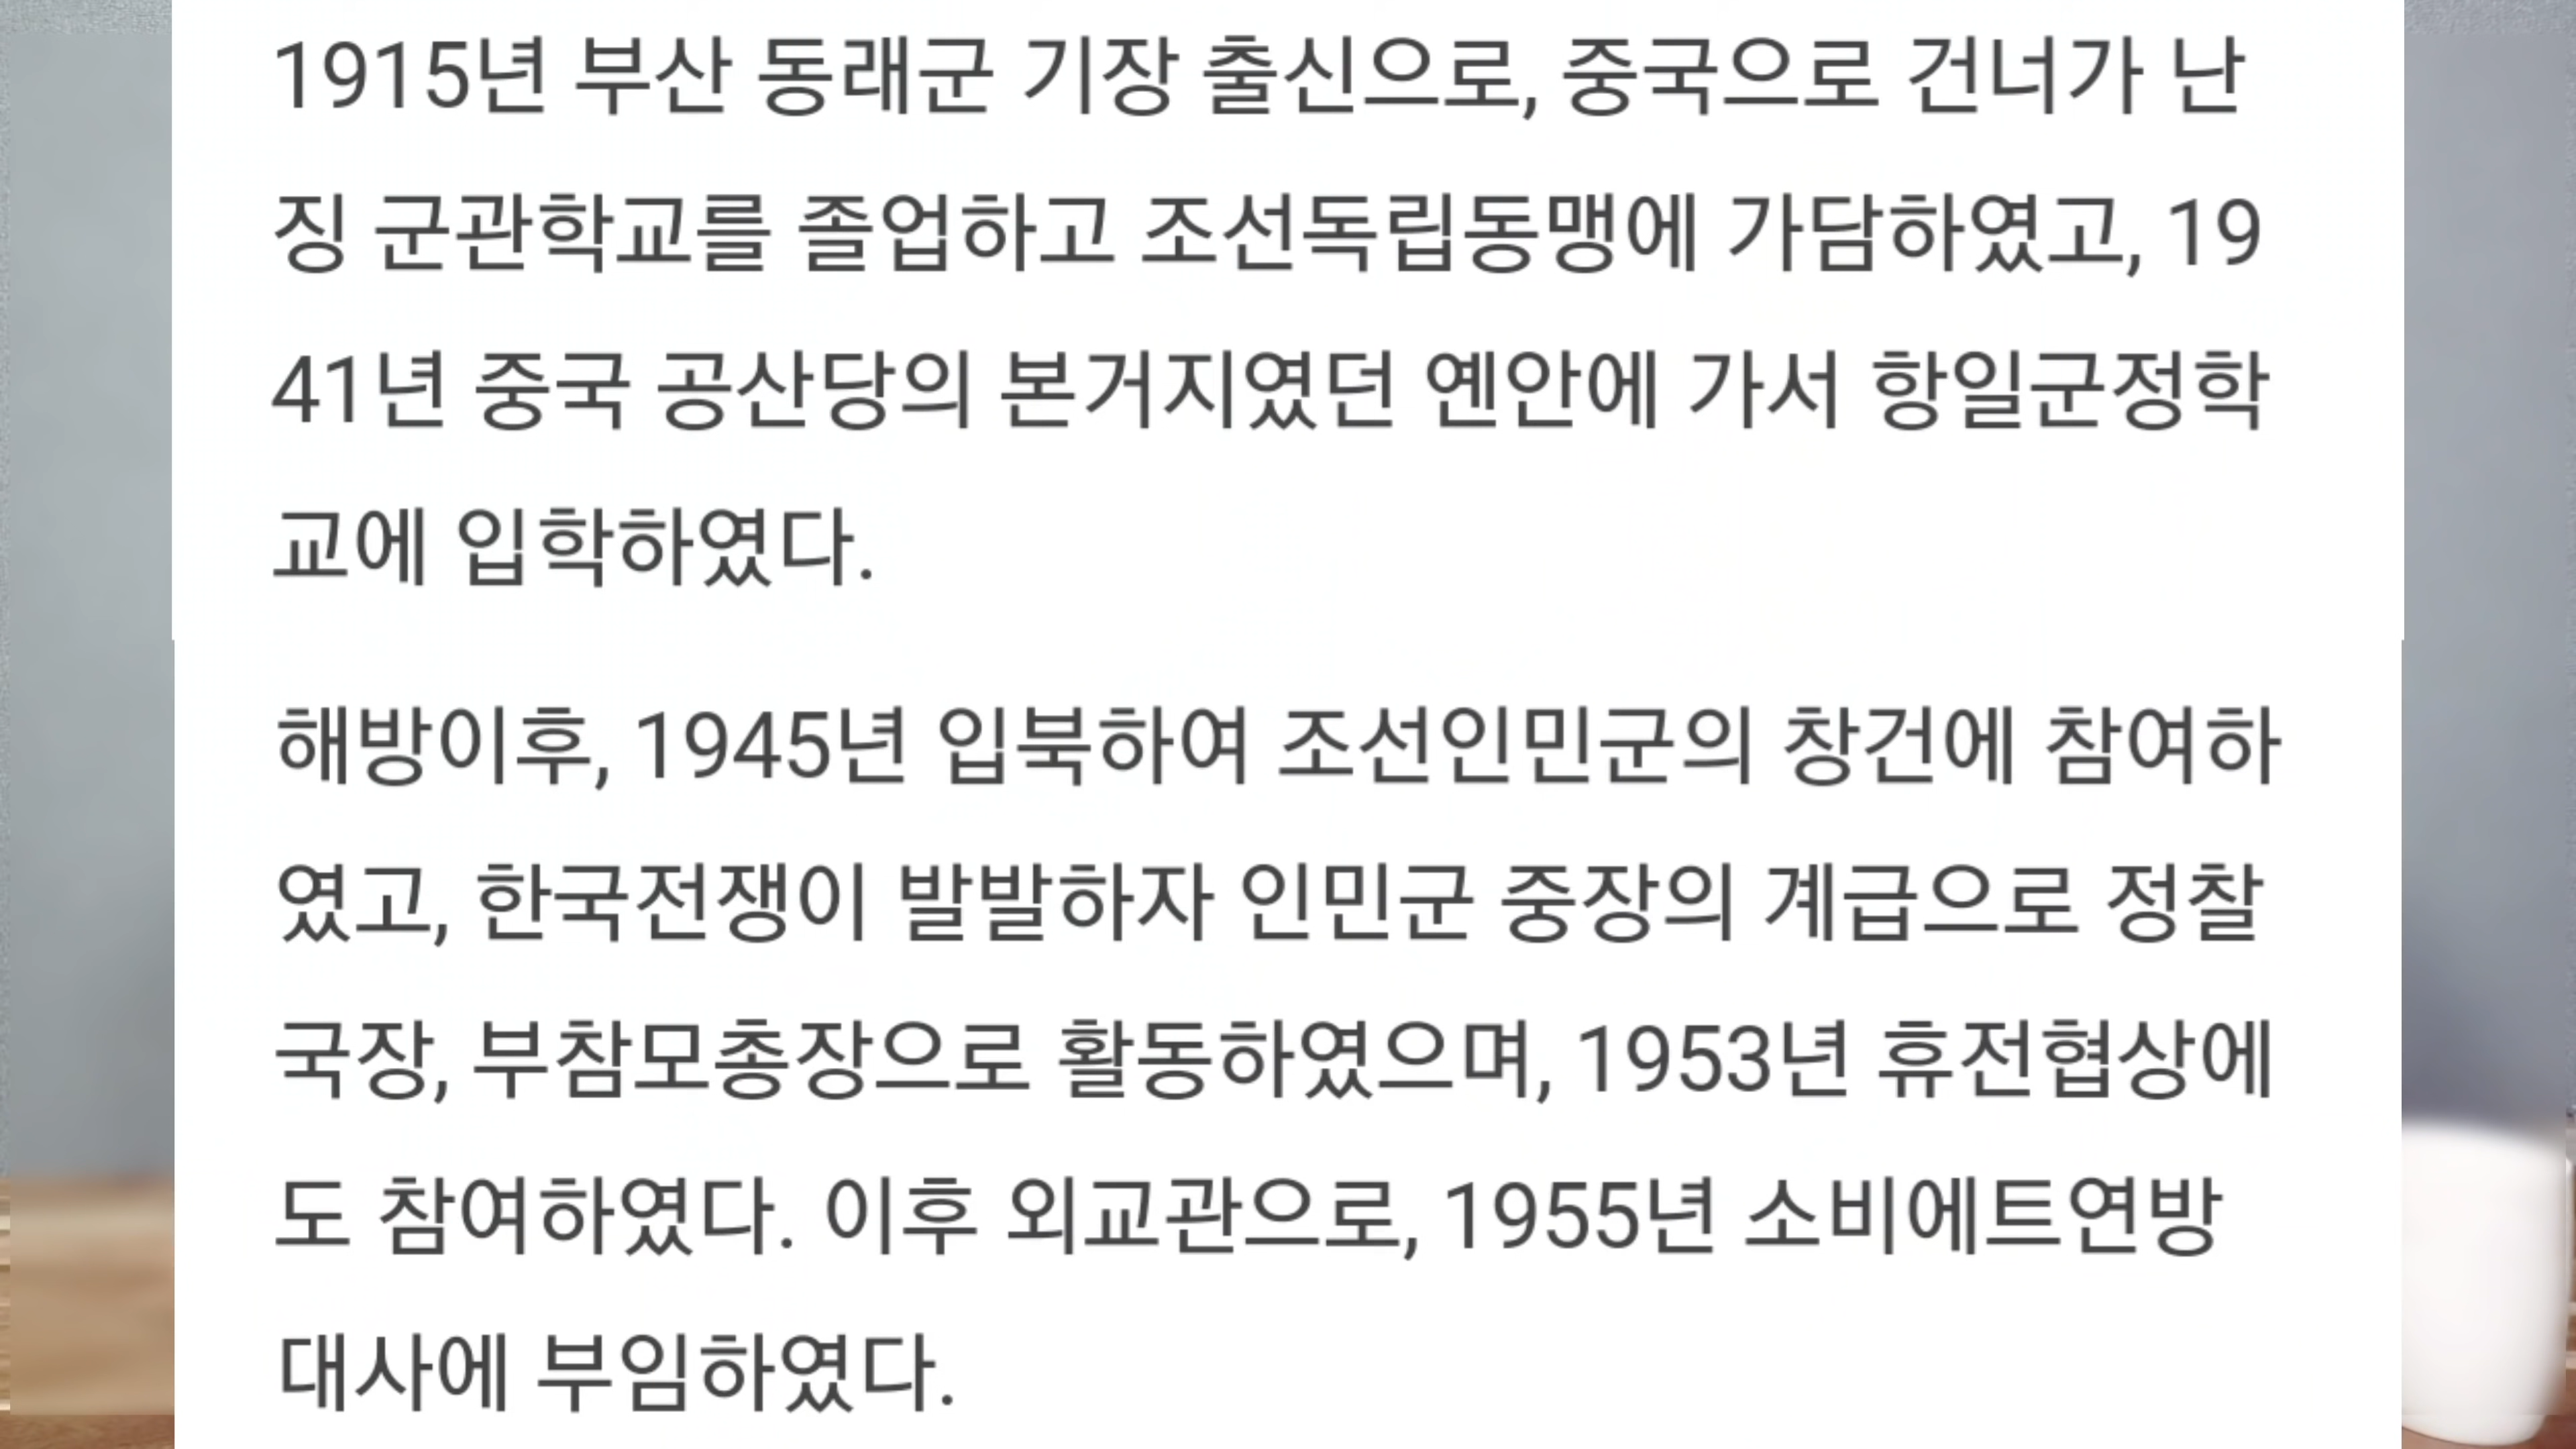 1915년 부산 동래군 기장 출신으로, 중국으로 건너가 난
징 군관학교를 졸업하고 조선독립동맹에 가담하였고, 19
41년 중국 공산당의 본거지였던 옌안에 가서 항일군정학
교에 입학하였다.
해방이후, 1945년 입북하여 조선인민군의 창건에 참여하
였고, 한국전쟁이 발발하자 인민군 중장의 계급으로 정찰
국장, 부참모총장으로 활동하였으며, 1953년 휴전협상에
도 참여하였다. 이후 외교관으로, 1955년 소비에트연방
대사에 부임하였다.